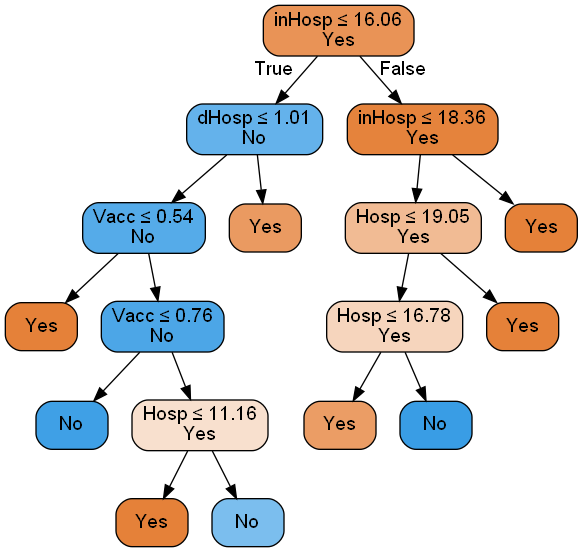 inHosp ≤ 16.06
Yes
True
False
dHosp ≤ 1.01
No
inHosp ≤ 18.36
Yes
Vacc ≤ 0.54
No
Yes
Hosp ≤ 19.05
Yes
Yes
Yes
Vacc ≤ 0.76
No
Hosp ≤ 16.78
Yes
Yes
No
Hosp ≤ 11.16
Yes
Yes
No
Yes
No